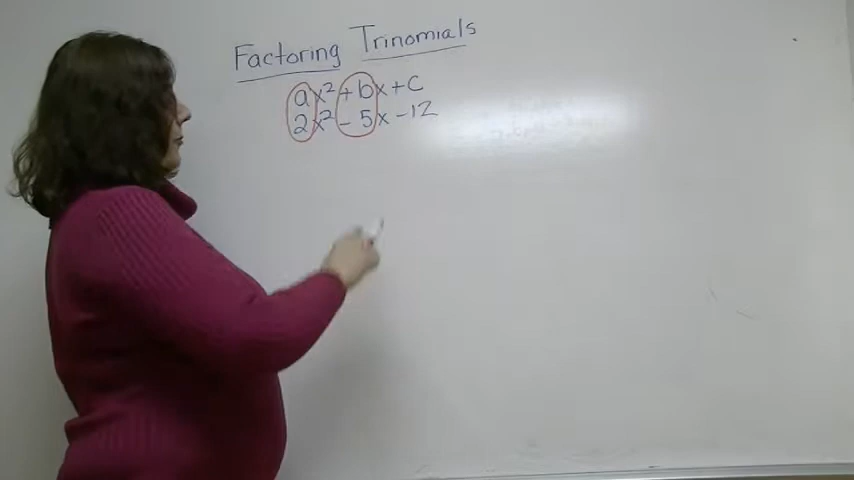 Factoring Trinomials
ax² + bx + C
2x² - 5x - 12